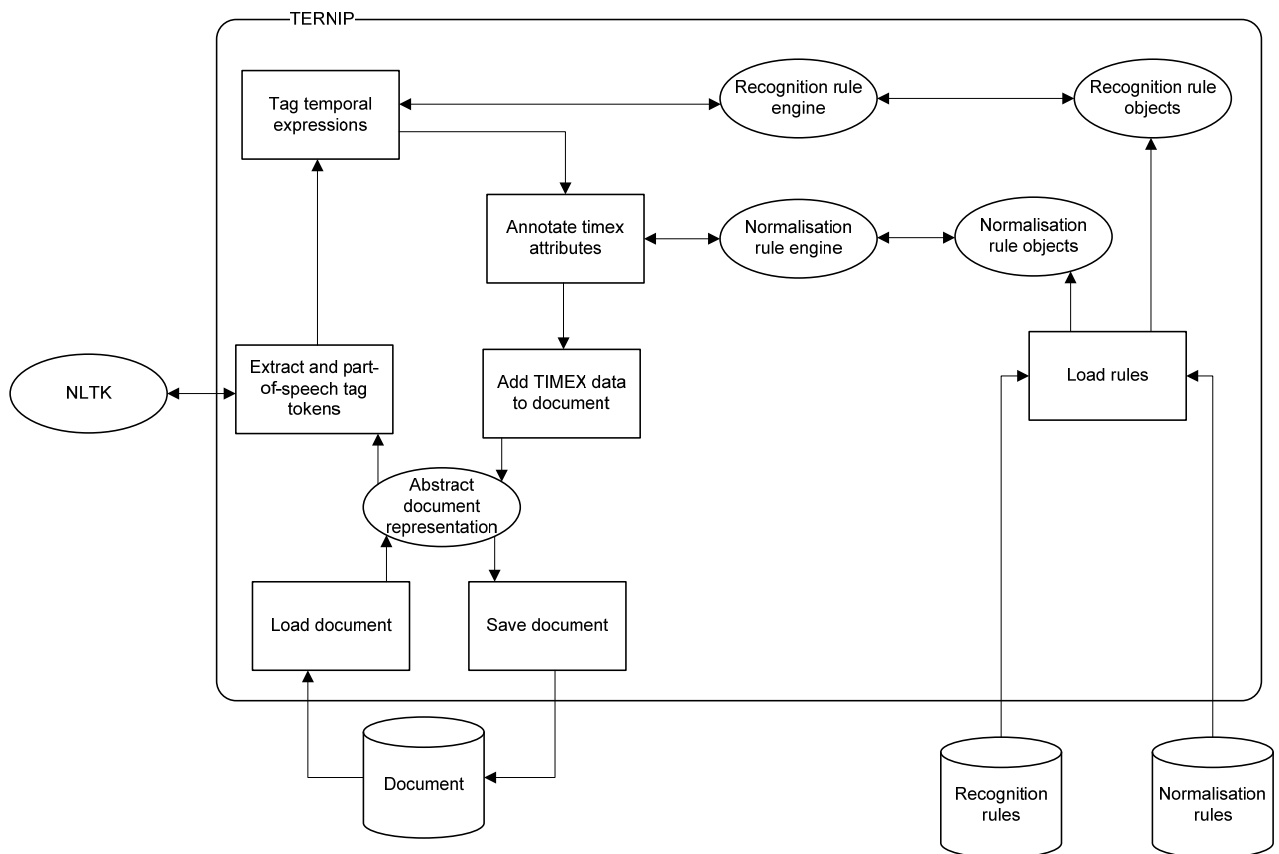 TERNIP
Tag temporal
expressions
Recognition rule
engine
Recognition rule
objects
Annotate timex
attributes
Normalisation
rule engine
Normalisation
rule objects
NLTK
Extract and part-
of-speech tag
tokens
Add TIMEX data
to document
Load rules
Abstract
document
representation
Load document
Save document
Document
Recognition
rules
Normalisation
rules